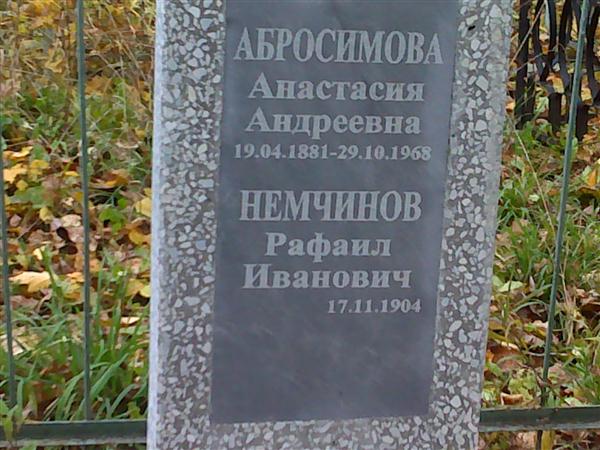 АБРОСИМОВА
Анастасия
Андреевна
19.04.1881-29.10.1968
НЕМЧИНОВ
Рафаил
Иванович
17.11.1904